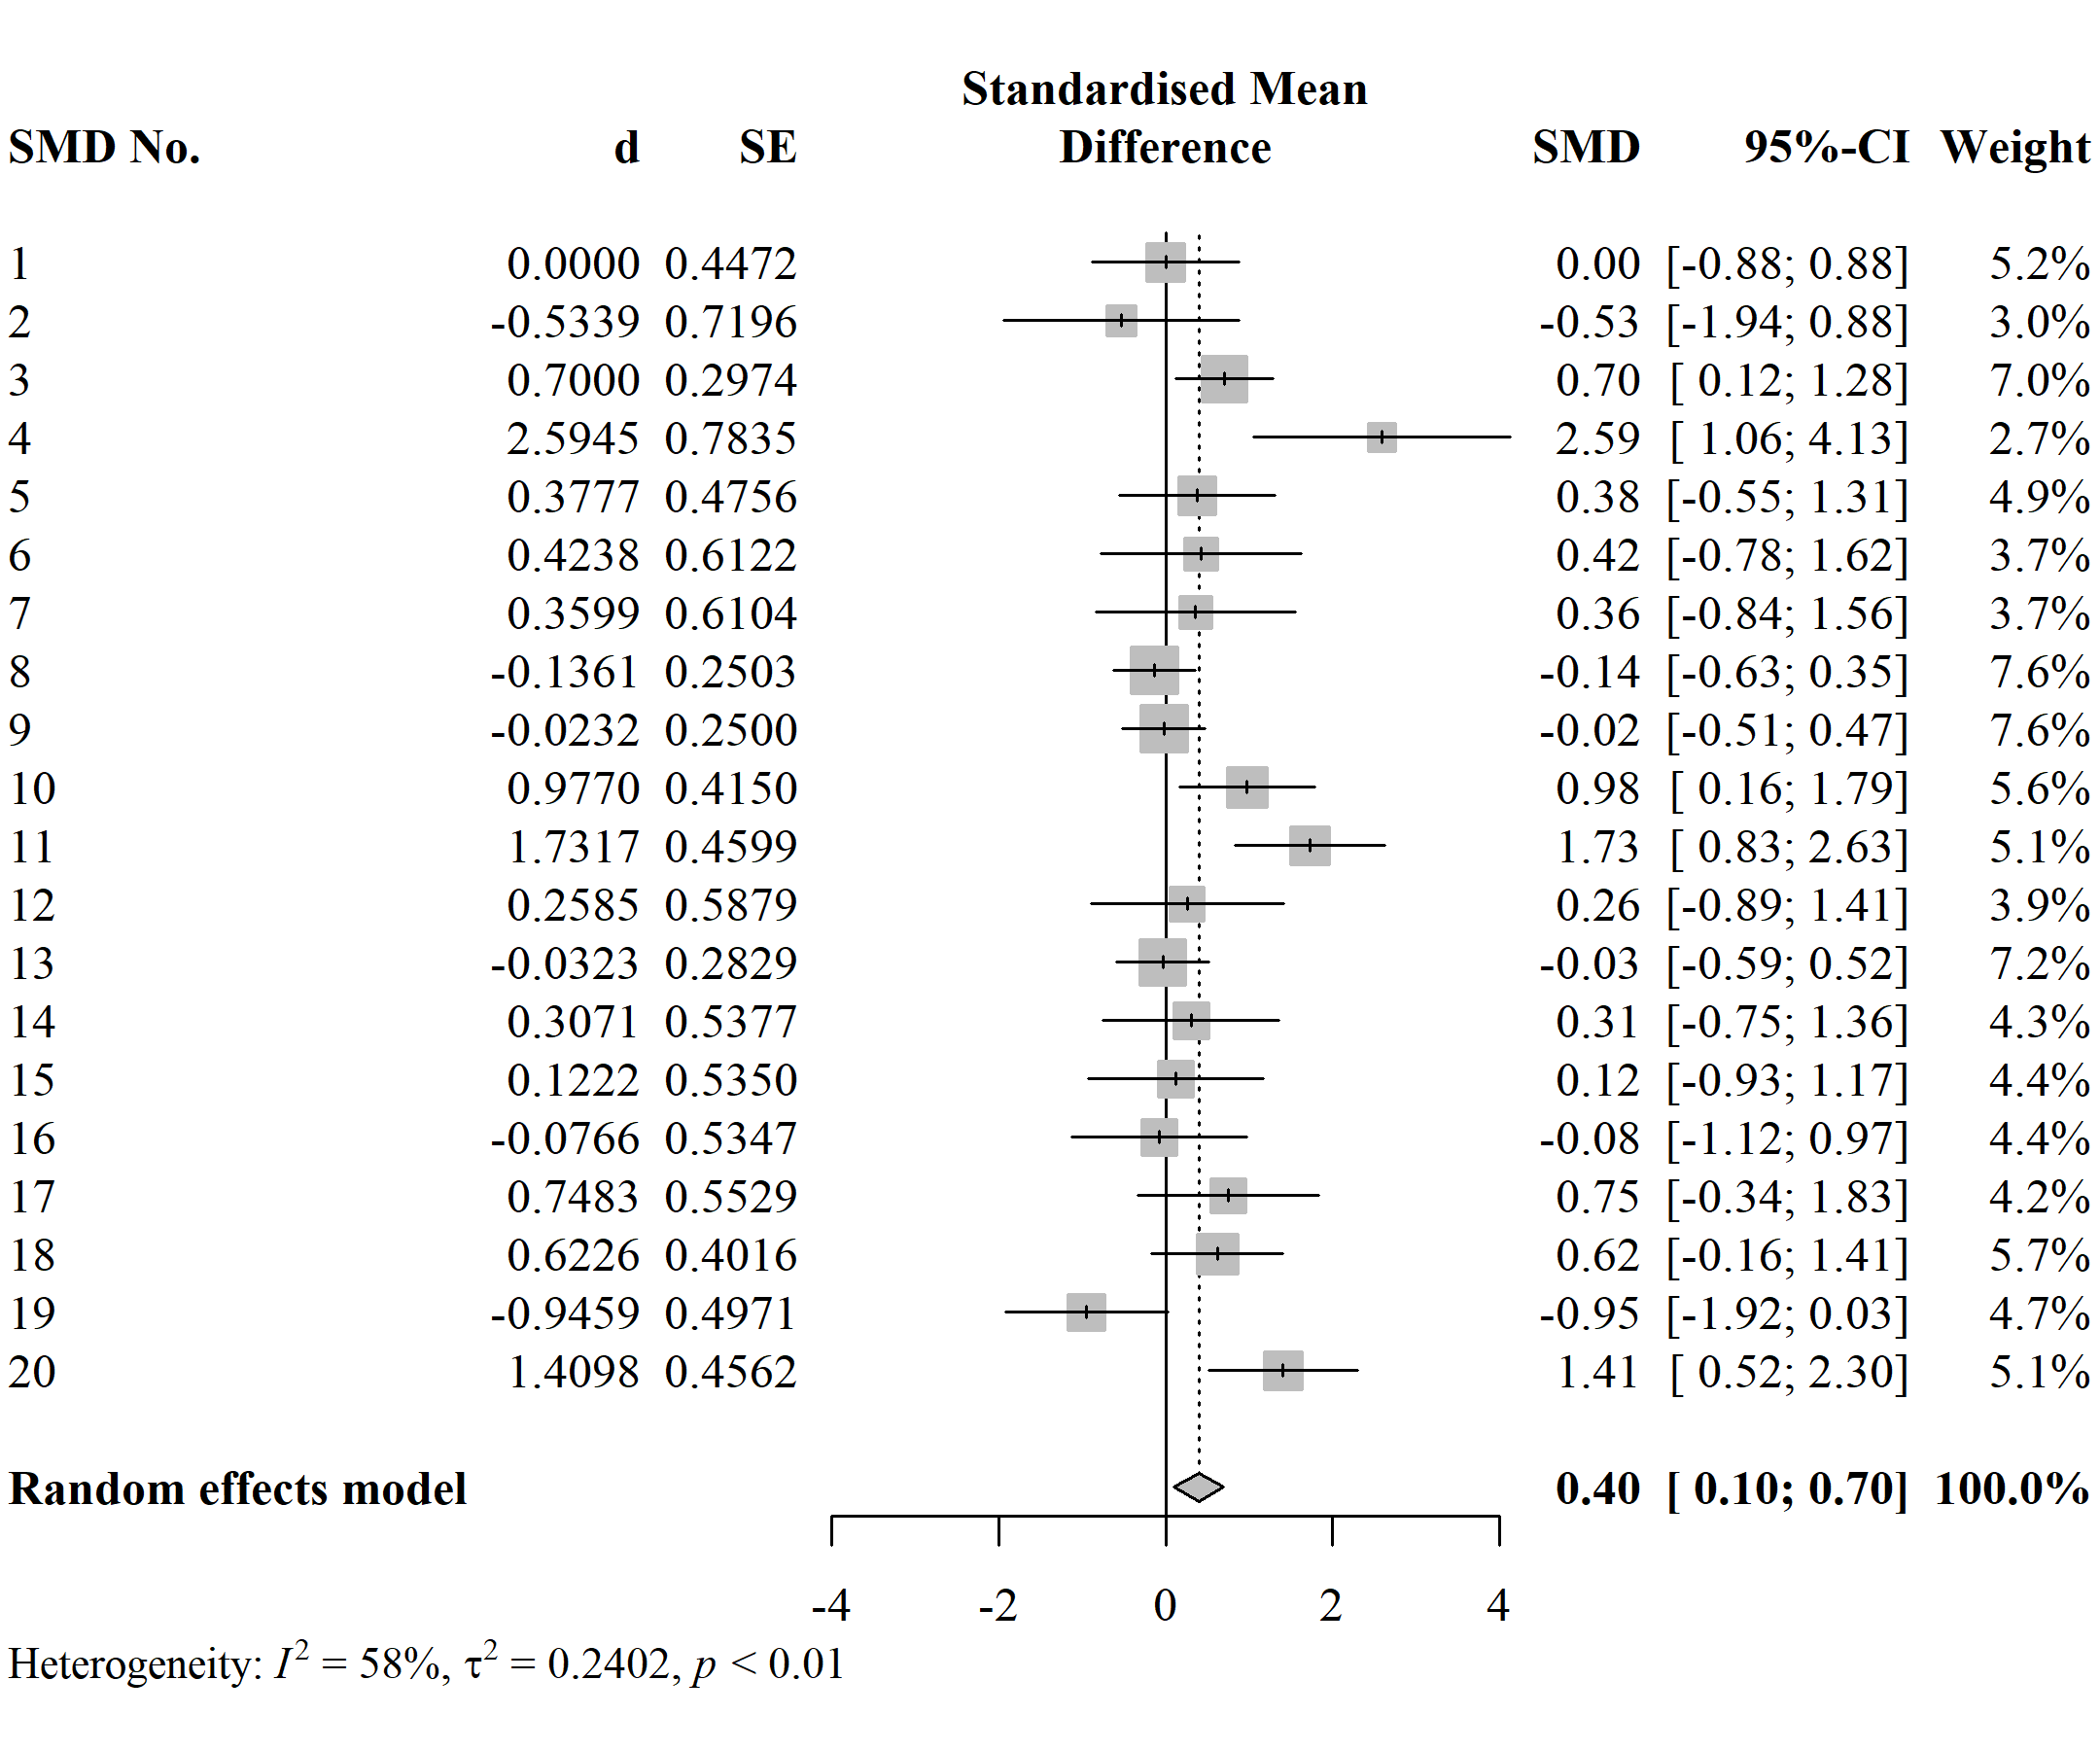 Standardised Mean
SMD No. d SE Difference SMD 95%-CI Weight
1 0.0000 0.4472 0.00 [-0.88; 0.88] 5.2%
2 -0.5339 0.7196 -0.53 [-1.94; 0.88] 3.0%
3 0.7000 0.2974 0.70 [ 0.12; 1.28] 7.0%
4 2.5945 0.7835 2.59 [ 1.06; 4.13] 2.7%
5 0.3777 0.4756 0.38 [-0.55; 1.31] 4.9%
6 0.4238 0.6122 0.42 [-0.78; 1.62] 3.7%
7 0.3599 0.6104 0.36 [-0.84; 1.56] 3.7%
8 -0.1361 0.2503 -0.14 [-0.63; 0.35] 7.6%
9 -0.0232 0.2500 -0.02 [-0.51; 0.47] 7.6%
10 0.9770 0.4150 0.98 [ 0.16; 1.79] 5.6%
11 1.7317 0.4599 1.73 [ 0.83; 2.63] 5.1%
12 0.2585 0.5879 0.26 [-0.89; 1.41] 3.9%
13 -0.0323 0.2829 -0.03 [-0.59; 0.52] 7.2%
14 0.3071 0.5377 0.31 [-0.75; 1.36] 4.3%
15 0.1222 0.5350 0.12 [-0.93; 1.17] 4.4%
16 -0.0766 0.5347 -0.08 [-1.12; 0.97] 4.4%
17 0.7483 0.5529 0.75 [-0.34; 1.83] 4.2%
18 0.6226 0.4016 0.62 [-0.16; 1.41] 5.7%
19 -0.9459 0.4971 -0.95 [-1.92; 0.03] 4.7%
20 1.4098 0.4562 1.41 [ 0.52; 2.30] 5.1%
Random effects model 0.40 [ 0.10; 0.70] 100.0%
-4 -2 0 2 4
Heterogeneity: I² = 58%, τ² = 0.2402, p < 0.01